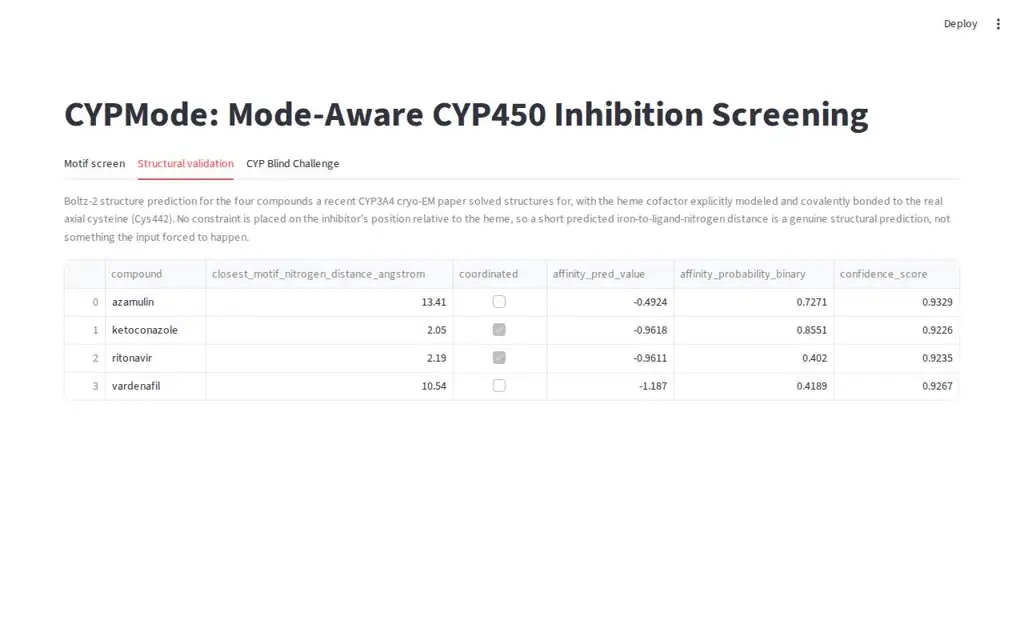 Deploy
CYPMode: Mode-Aware CYP450 Inhibition Screening
Motif screen Structural validation CYP Blind Challenge
Boltz-2 structure prediction for the four compounds a recent CYP3A4 cryo-EM paper solved structures for, with the heme cofactor explicitly modeled and covalently bonded to the real
axial cysteine (Cys442). No constraint is placed on the inhibitor's position relative to the heme, so a short predicted iron-to-ligand-nitrogen distance is a genuine structural prediction, not
something the input forced to happen.
compound closest_motif_nitrogen_distance_angstrom coordinated affinity_pred_value affinity_probability_binary confidence_score
0 azamulin 13.41 -0.4924 0.7271 0.9329
1 ketoconazole 2.05 -0.9618 0.8551 0.9226
2 ritonavir 2.19 -0.9611 0.402 0.9235
3 vardenafil 10.54 -1.187 0.4189 0.9267